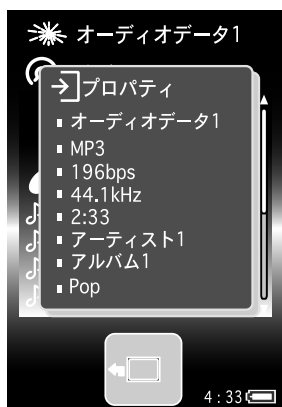 オーディオデータ1
プロパティ
▪ オーディオデータ1
▪ MP3
▪ 196bps
▪ 44.1kHz
▪ 2:33
▪ アーティスト1
▪ アルバム1
▪ Pop
4:33